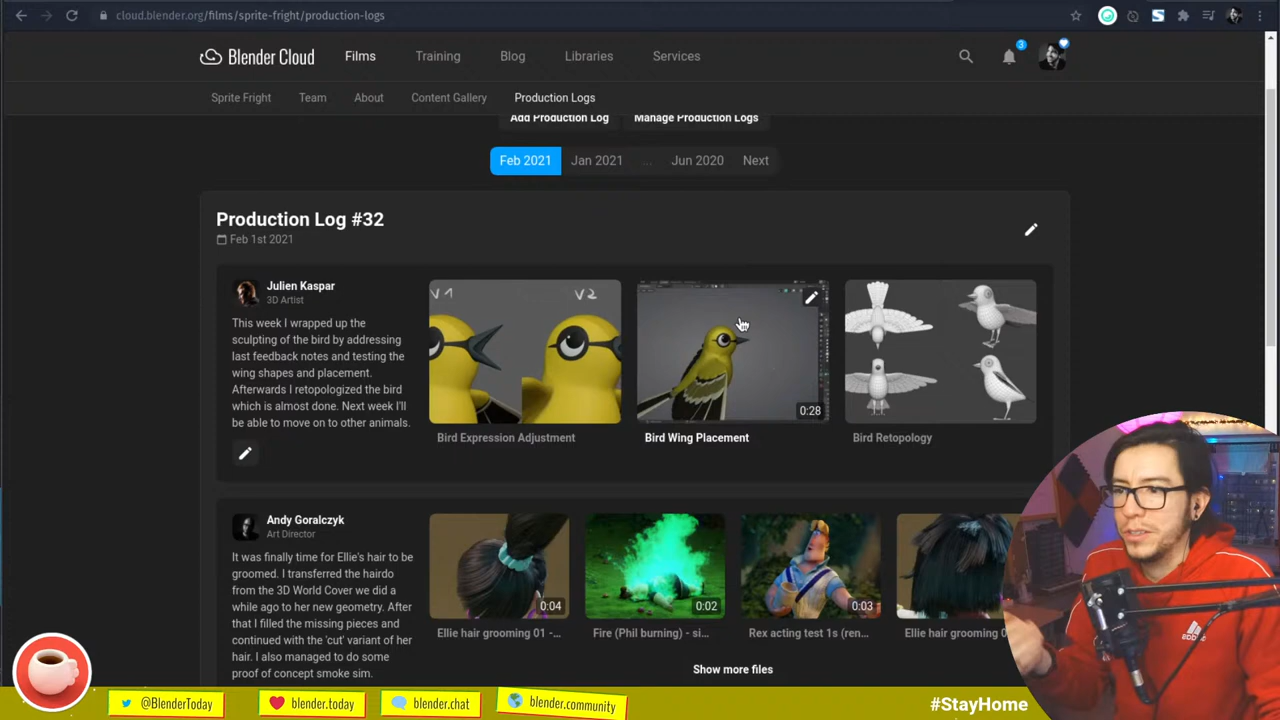 cloud.blender.org/films/sprite-fright/production-logs
Blender Cloud
Films
Training
Blog
Libraries
Services
3
Sprite Fright
Team
About
Content Gallery
Production Logs
Add Production Log
Manage Production Logs
Feb 2021
Jan 2021
...
Jun 2020
Next
Production Log #32
Feb 1st 2021
Julien Kaspar
3D Artist
This week I wrapped up the
sculpting of the bird by addressing
last feedback notes and testing the
wing shapes and placement.
Afterwards I retopologized the bird
which is almost done. Next week I'll
be able to move on to other animals.
V1
V2
Bird Expression Adjustment
0:28
Bird Wing Placement
Bird Retopology
Andy Goralczyk
Art Director
It was finally time for Ellie's hair to be
groomed. I transferred the hairdo
from the 3D World Cover we did a
while ago to her new geometry. After
that I filled the missing pieces and
continued with the 'cut' variant of her
hair. I also managed to do some
proof of concept smoke sim.
0:04
Ellie hair grooming 01 -...
0:02
Fire (Phil burning) - si...
0:03
Rex acting test 1s (ren...
Ellie hair grooming 0
Show more files
@BlenderToday
blender.today
blender.chat
blender.community
#StayHome